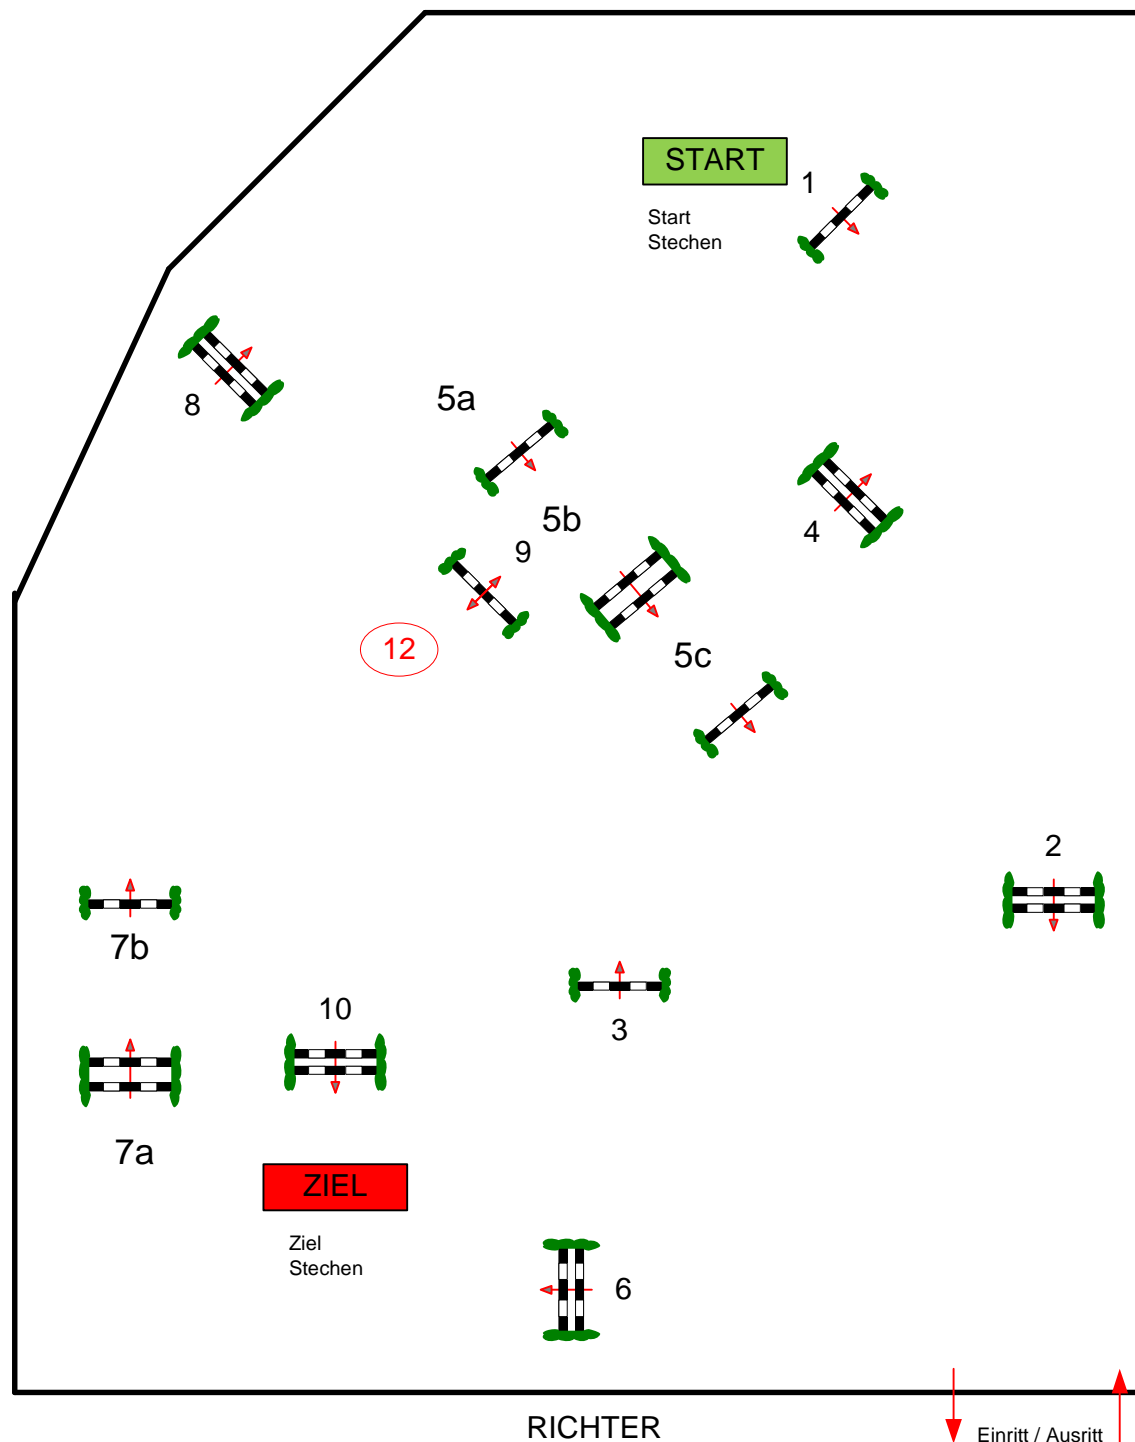 START
1
Start
Stechen
8
5a
5b
9
4
12
5c
2
7b
10
3
7a
ZIEL
Ziel
Stechen
6
RICHTER
Einritt / Ausritt